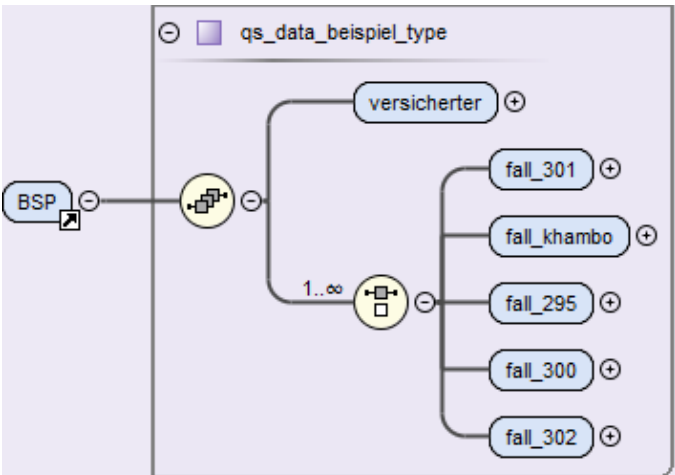 qs_data_beispiel_type
versicherter
fall_301
BSP
fall_khambo
1..∞
fall_295
fall_300
fall_302